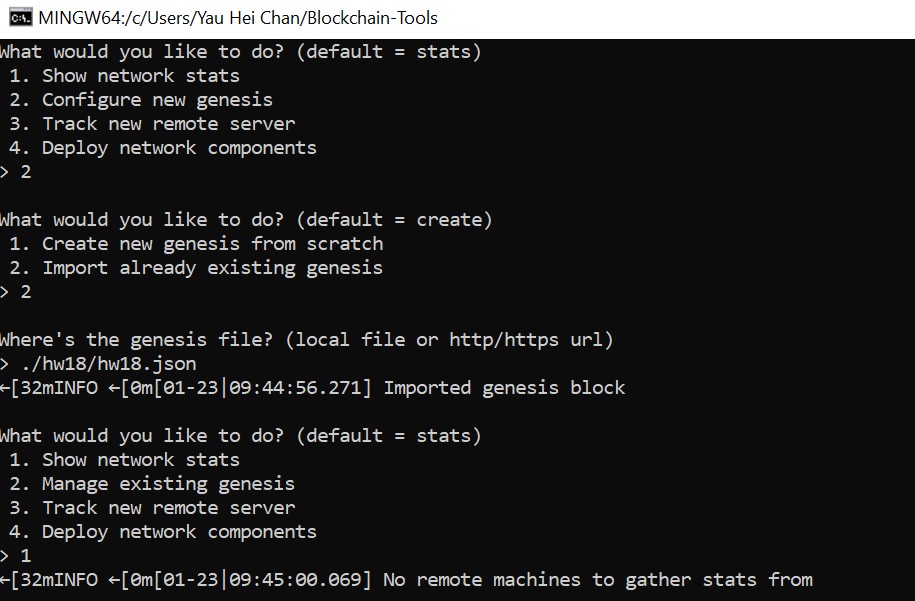 MINGW64:/c/Users/Yau Hei Chan/Blockchain-Tools
What would you like to do? (default = stats)
1. Show network stats
2. Configure new genesis
3. Track new remote server
4. Deploy network components
> 2
What would you like to do? (default = create)
1. Create new genesis from scratch
2. Import already existing genesis
> 2
Where's the genesis file? (local file or http/https url)
> ./hw18/hw18.json
←[32mINFO ←[0m[01-23|09:44:56.271] Imported genesis block
What would you like to do? (default = stats)
1. Show network stats
2. Manage existing genesis
3. Track new remote server
4. Deploy network components
> 1
←[32mINFO ←[0m[01-23|09:45:00.069] No remote machines to gather stats from